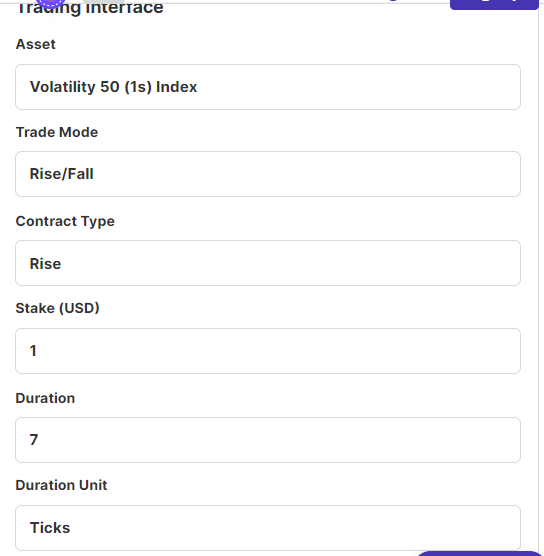 Trading Interface
Asset
Volatility 50 (1s) Index
Trade Mode
Rise/Fall
Contract Type
Rise
Stake (USD)
1
Duration
7
Duration Unit
Ticks